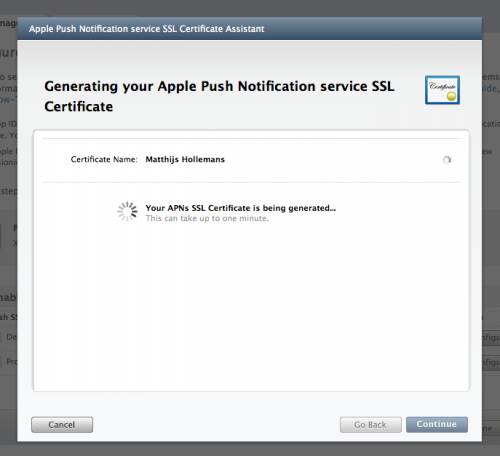 Apple Push Notification service SSL Certificate Assistant
Generating your Apple Push Notification service SSL
Certificate
Certificate
Certificate Name: Matthijs Hollemans
Your APNs SSL Certificate is being generated...
This can take up to one minute.
Cancel
Go Back
Continue